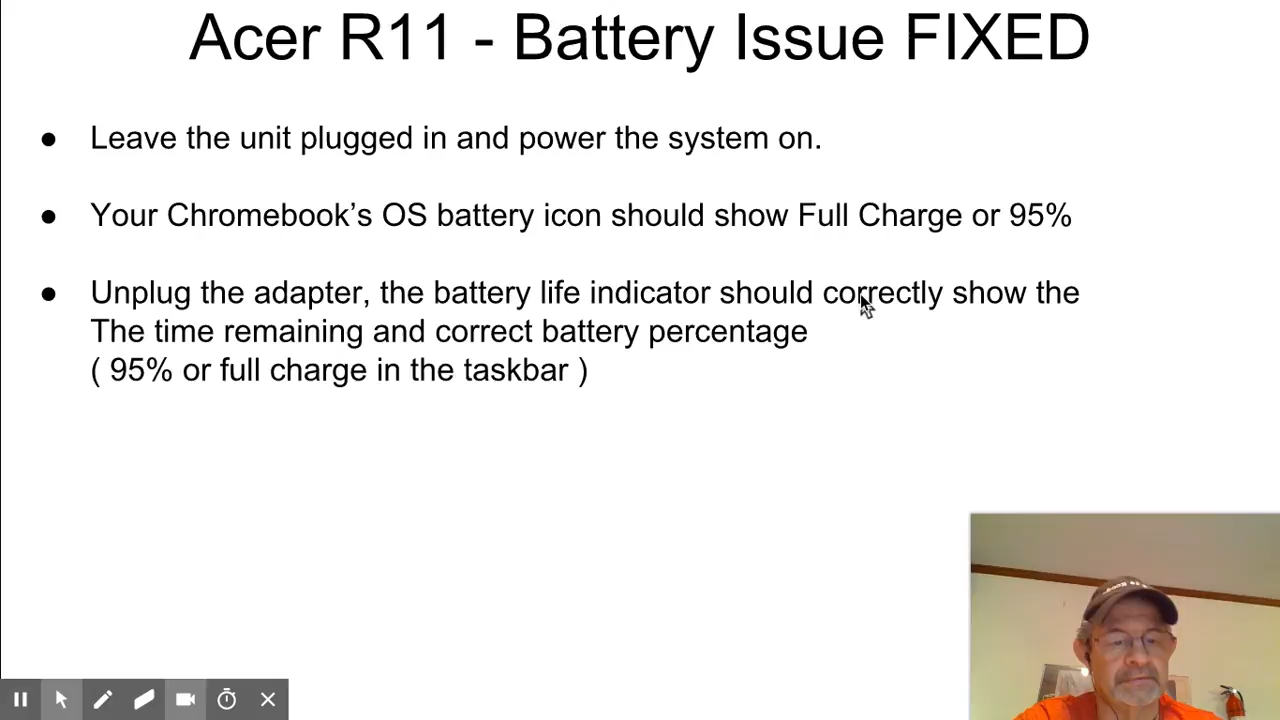 Acer R11 - Battery Issue FIXED
● Leave the unit plugged in and power the system on.
● Your Chromebook’s OS battery icon should show Full Charge or 95%
● Unplug the adapter, the battery life indicator should correctly show the
The time remaining and correct battery percentage
( 95% or full charge in the taskbar )